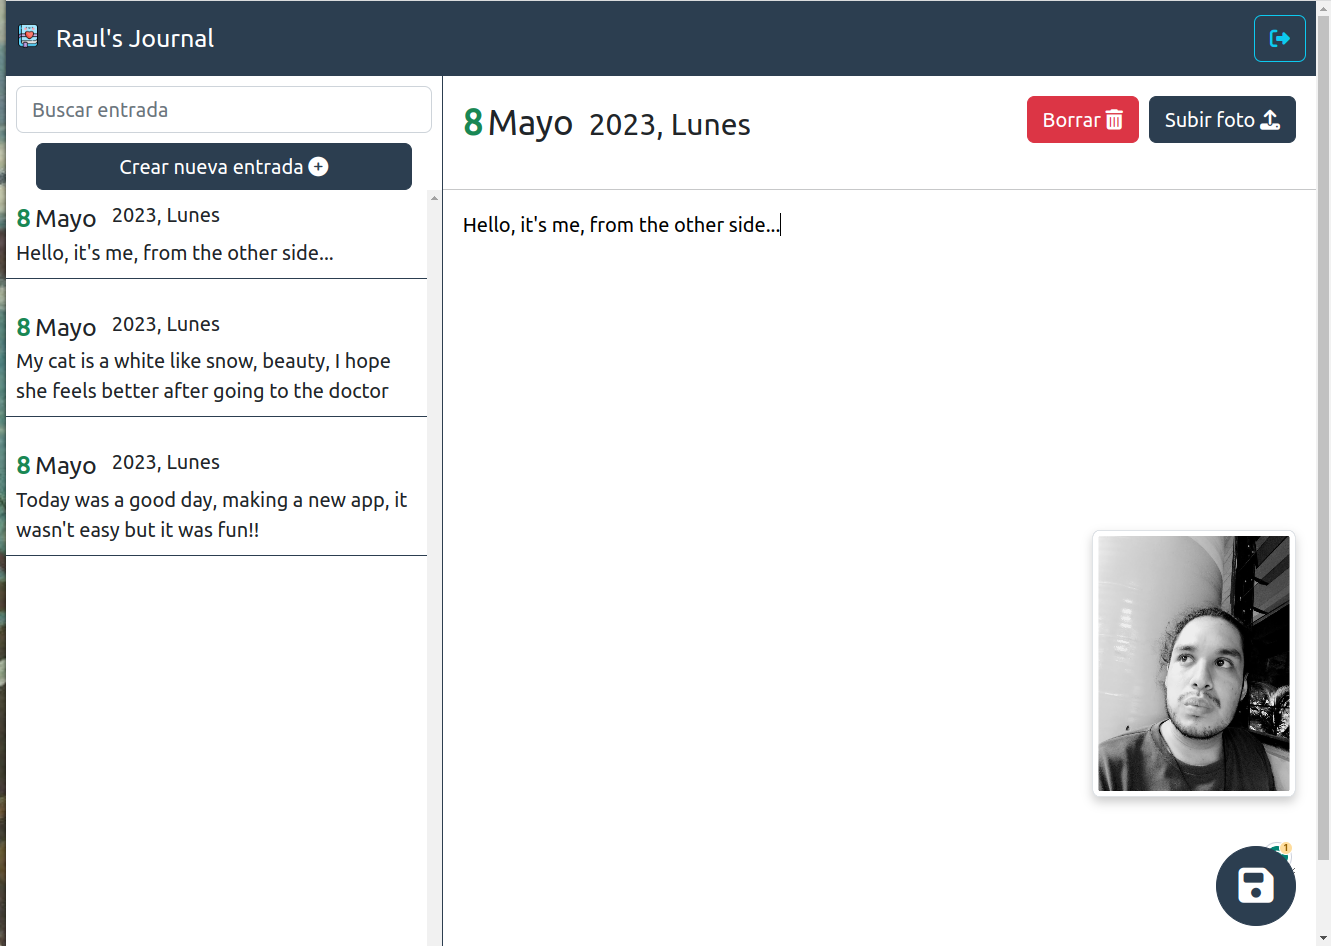 Raul's Journal
Buscar entrada
Crear nueva entrada
8 Mayo 2023, Lunes
Hello, it's me, from the other side...
8 Mayo 2023, Lunes
My cat is a white like snow, beauty, I hope
she feels better after going to the doctor
8 Mayo 2023, Lunes
Today was a good day, making a new app, it
wasn't easy but it was fun!!
8 Mayo 2023, Lunes
Borrar
Subir foto
Hello, it's me, from the other side...
1